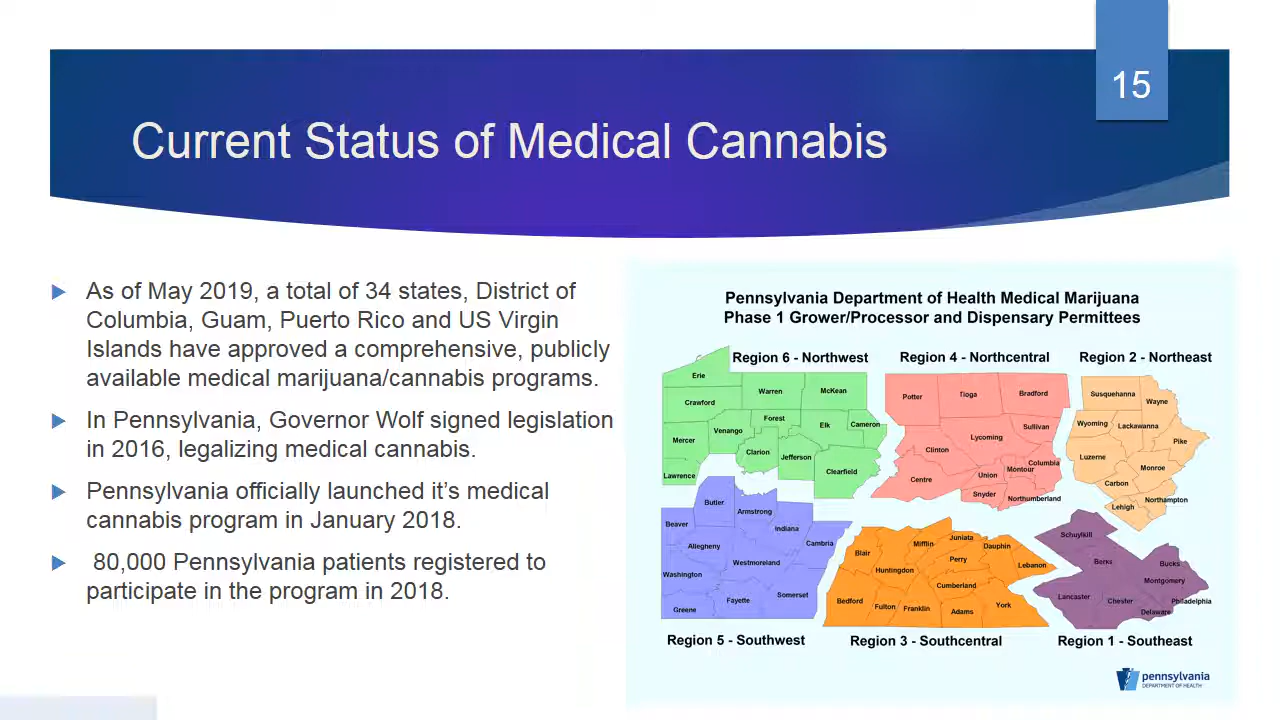 15
Current Status of Medical Cannabis
As of May 2019, a total of 34 states, District of
Columbia, Guam, Puerto Rico and US Virgin
Islands have approved a comprehensive, publicly
available medical marijuana/cannabis programs.
In Pennsylvania, Governor Wolf signed legislation
in 2016, legalizing medical cannabis.
Pennsylvania officially launched it's medical
cannabis program in January 2018.
80,000 Pennsylvania patients registered to
participate in the program in 2018.
Pennsylvania Department of Health Medical Marijuana
Phase 1 Grower/Processor and Dispensary Permittees
Region 6 - Northwest
Erie
Warren
McKean
Crawford
Forest
Venango
Elk
Cameron
Mercer
Clarion
Jefferson
Clearfield
Lawrence
Region 4 - Northcentral
Potter
Tioga
Bradford
Sullivan
Lycoming
Clinton
Columbia
Montour
Centre
Union
Snyder
Northumberland
Region 2 - Northeast
Susquehanna
Wayne
Wyoming
Lackawanna
Pike
Luzerne
Monroe
Carbon
Northampton
Lehigh
Butler
Armstrong
Beaver
Indiana
Allegheny
Cambria
Westmoreland
Washington
Somerset
Fayette
Greene
Region 5 - Southwest
Juniata
Mifflin
Dauphin
Blair
Perry
Lebanon
Huntingdon
Cumberland
Bedford
Fulton
Franklin
Adams
York
Region 3 - Southcentral
Schuylkill
Berks
Bucks
Montgomery
Lancaster
Chester
Philadelphia
Delaware
Region 1 - Southeast
pennsylvania
DEPARTMENT OF HEALTH